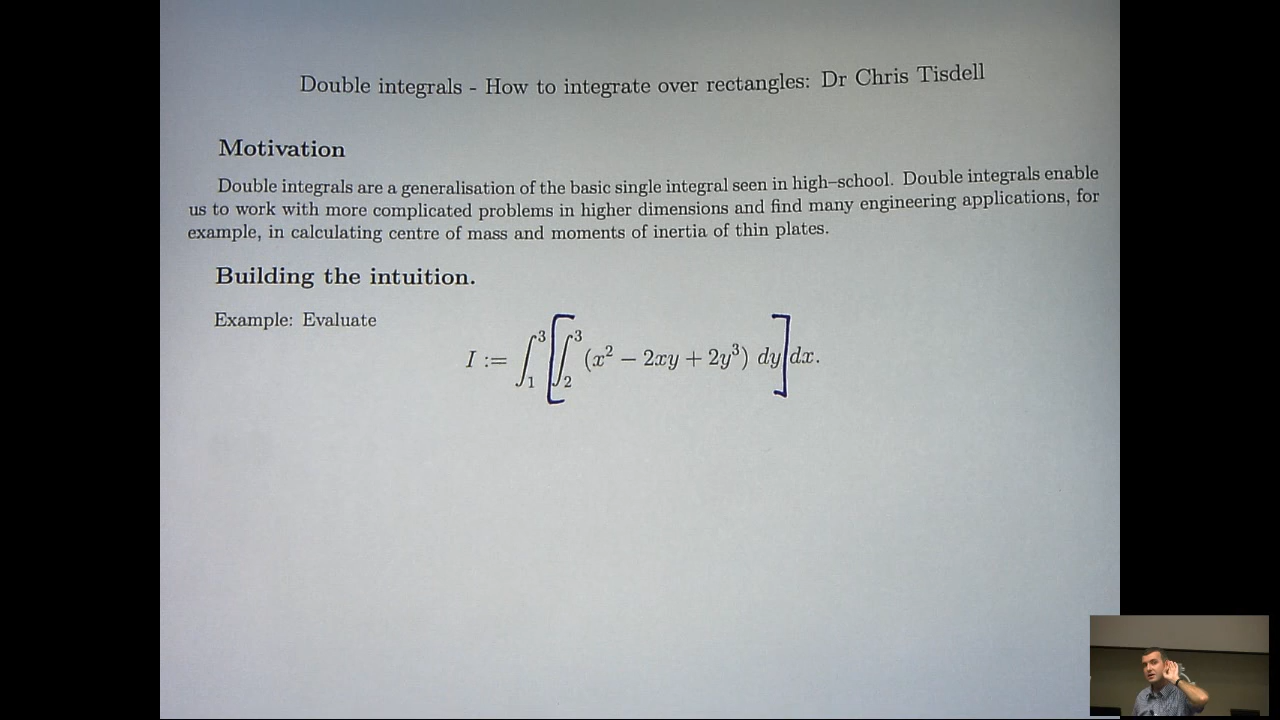 Double integrals - How to integrate over rectangles: Dr Chris Tisdell
Motivation
Double integrals are a generalisation of the basic single integral seen in high–school. Double integrals enable
us to work with more complicated problems in higher dimensions and find many engineering applications, for
example, in calculating centre of mass and moments of inertia of thin plates.
Building the intuition.
Example: Evaluate
I := ∫₁³ [∫₂³ (x² − 2xy + 2y³) dy] dx.